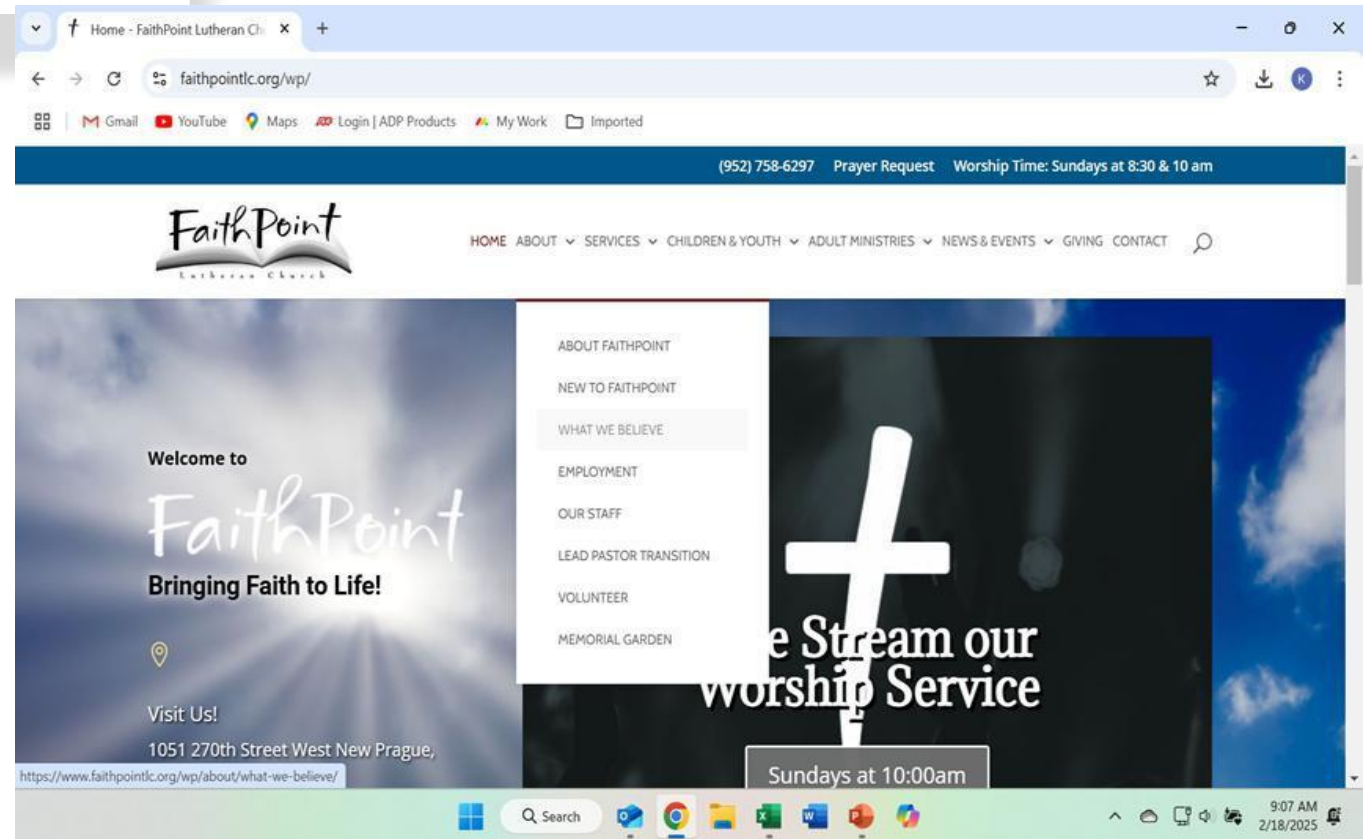 Home - FaithPoint Lutheran Ch
faithpointlc.org/wp/
Gmail YouTube Maps Login | ADP Products My Work Imported
(952) 758-6297 Prayer Request Worship Time: Sundays at 8:30 & 10 am
FaithPoint
Lutheran Church
HOME ABOUT SERVICES CHILDREN & YOUTH ADULT MINISTRIES NEWS & EVENTS GIVING CONTACT
ABOUT FAITHPOINT
NEW TO FAITHPOINT
WHAT WE BELIEVE
EMPLOYMENT
OUR STAFF
LEAD PASTOR TRANSITION
VOLUNTEER
MEMORIAL GARDEN
Welcome to
FaithPoint
Bringing Faith to Life!
Visit Us!
1051 270th Street West New Prague,
e Stream our
Worship Service
Sundays at 10:00am
https://www.faithpointlc.org/wp/about/what-we-believe/
Search
9:07 AM
2/18/2025
K